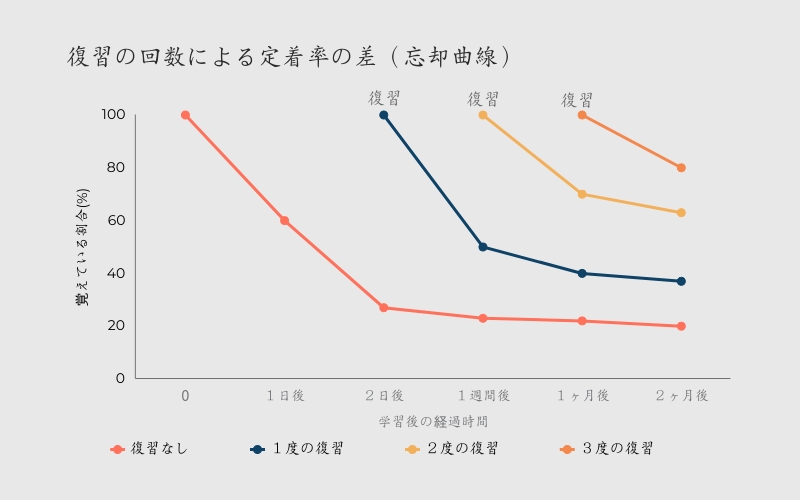 復習の回数による定着率の差（忘却曲線）
復習 復習 復習
100
80
60
40
20
0
覚えている割合(%)
0 1日後 2日後 1週間後 1ヶ月後 2ヶ月後
学習後の経過時間
復習なし 1度の復習 2度の復習 3度の復習